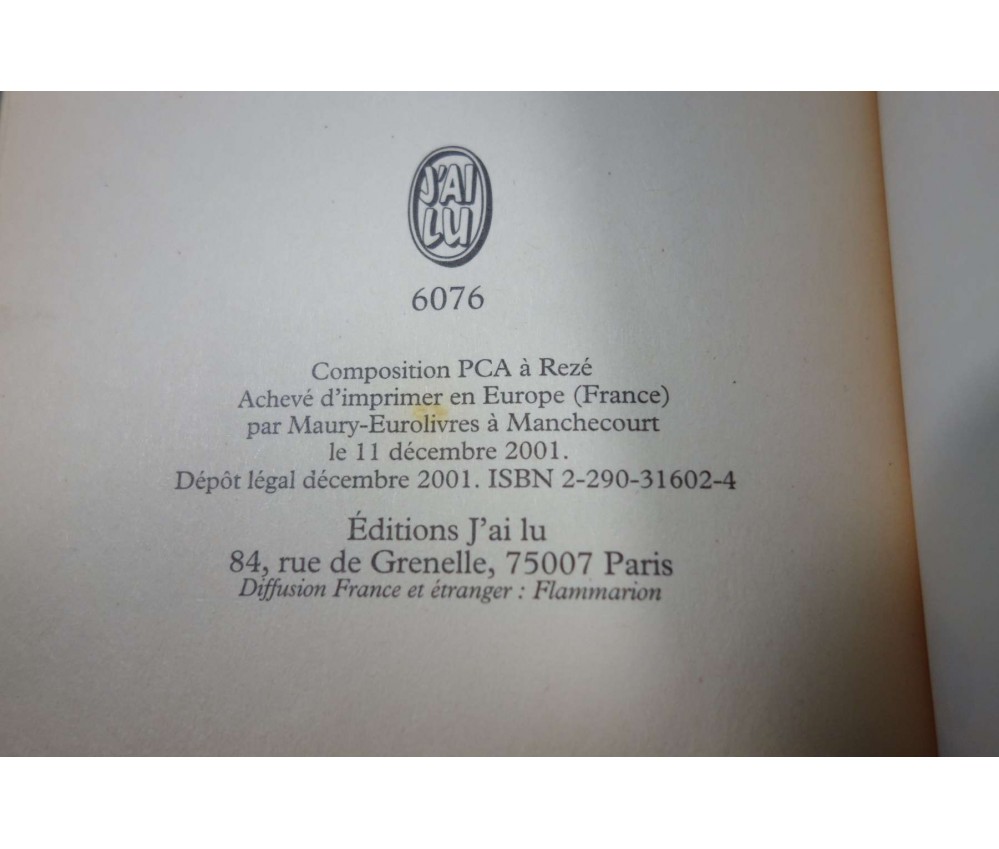 J'AI
LU
6076
Composition PCA à Rezé
Achevé d'imprimer en Europe (France)
par Maury-Eurolivres à Manchecourt
le 11 décembre 2001.
Dépôt légal décembre 2001. ISBN 2-290-31602-4
Éditions J'ai lu
84, rue de Grenelle, 75007 Paris
Diffusion France et étranger : Flammarion